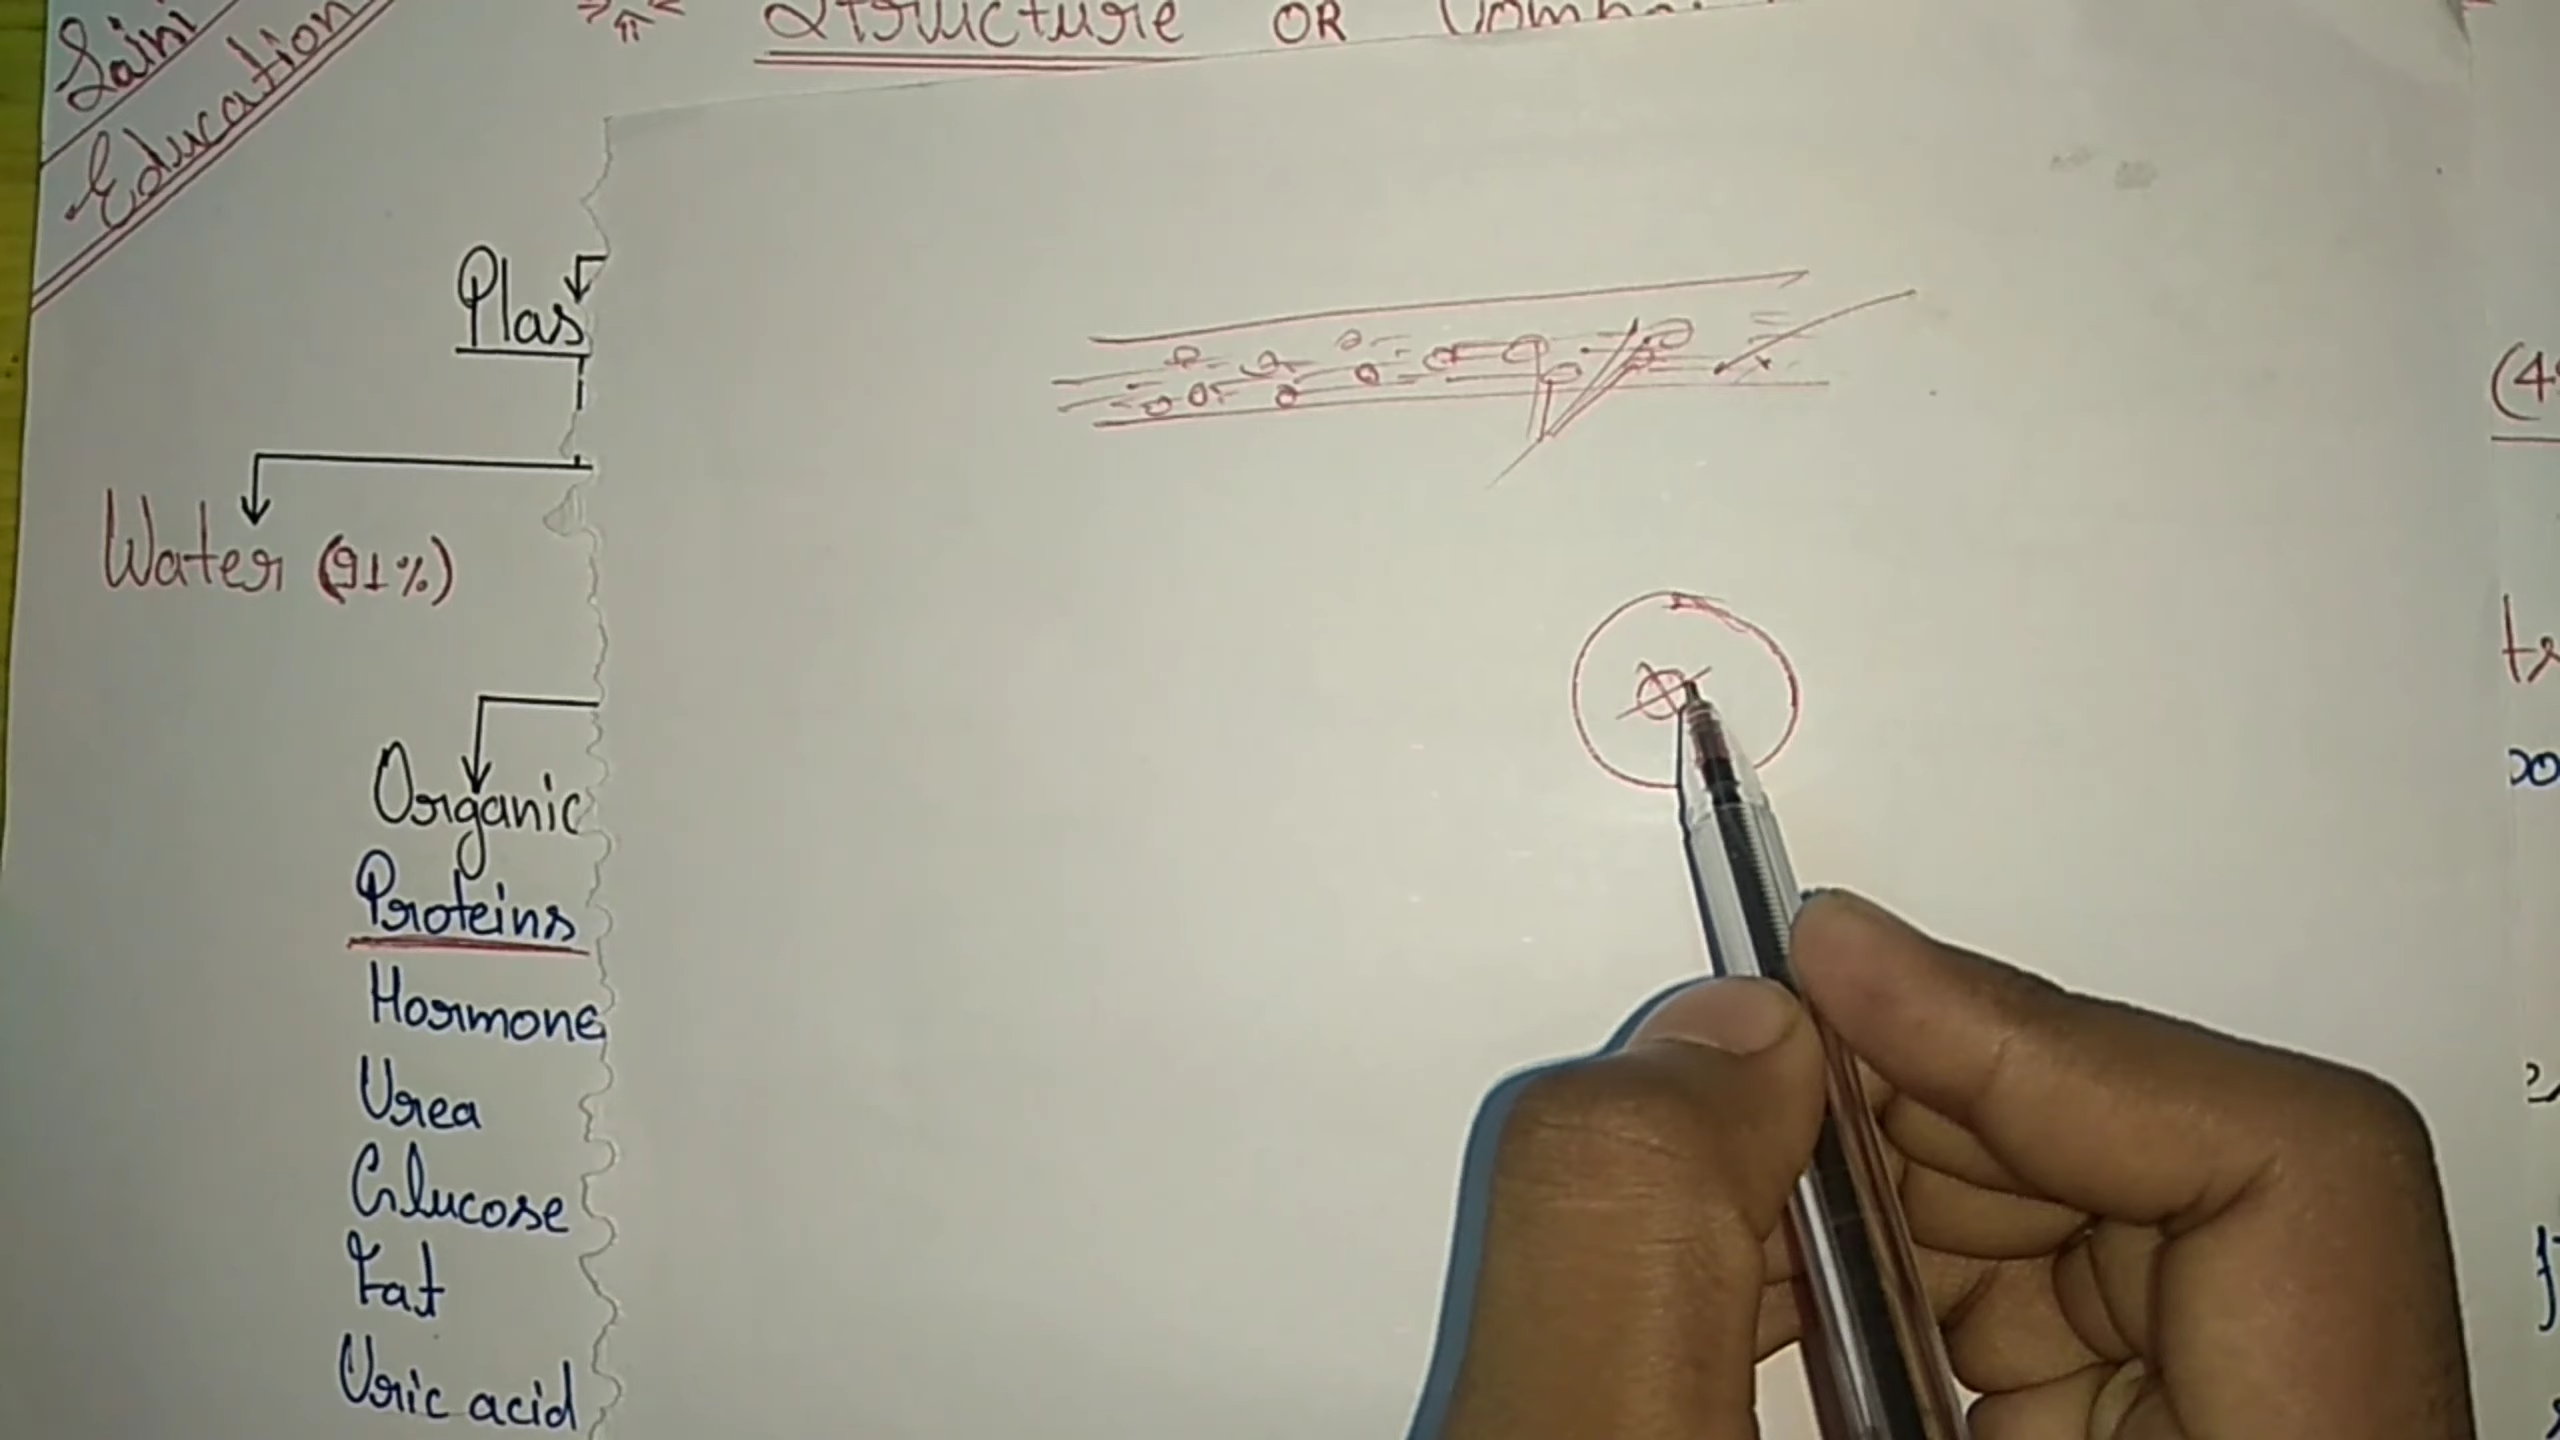 Saini
Education
Structure OR
Plas
Water (91%)
Organic
Proteins
Hormone
Urea
Glucose
Fat
Uric acid